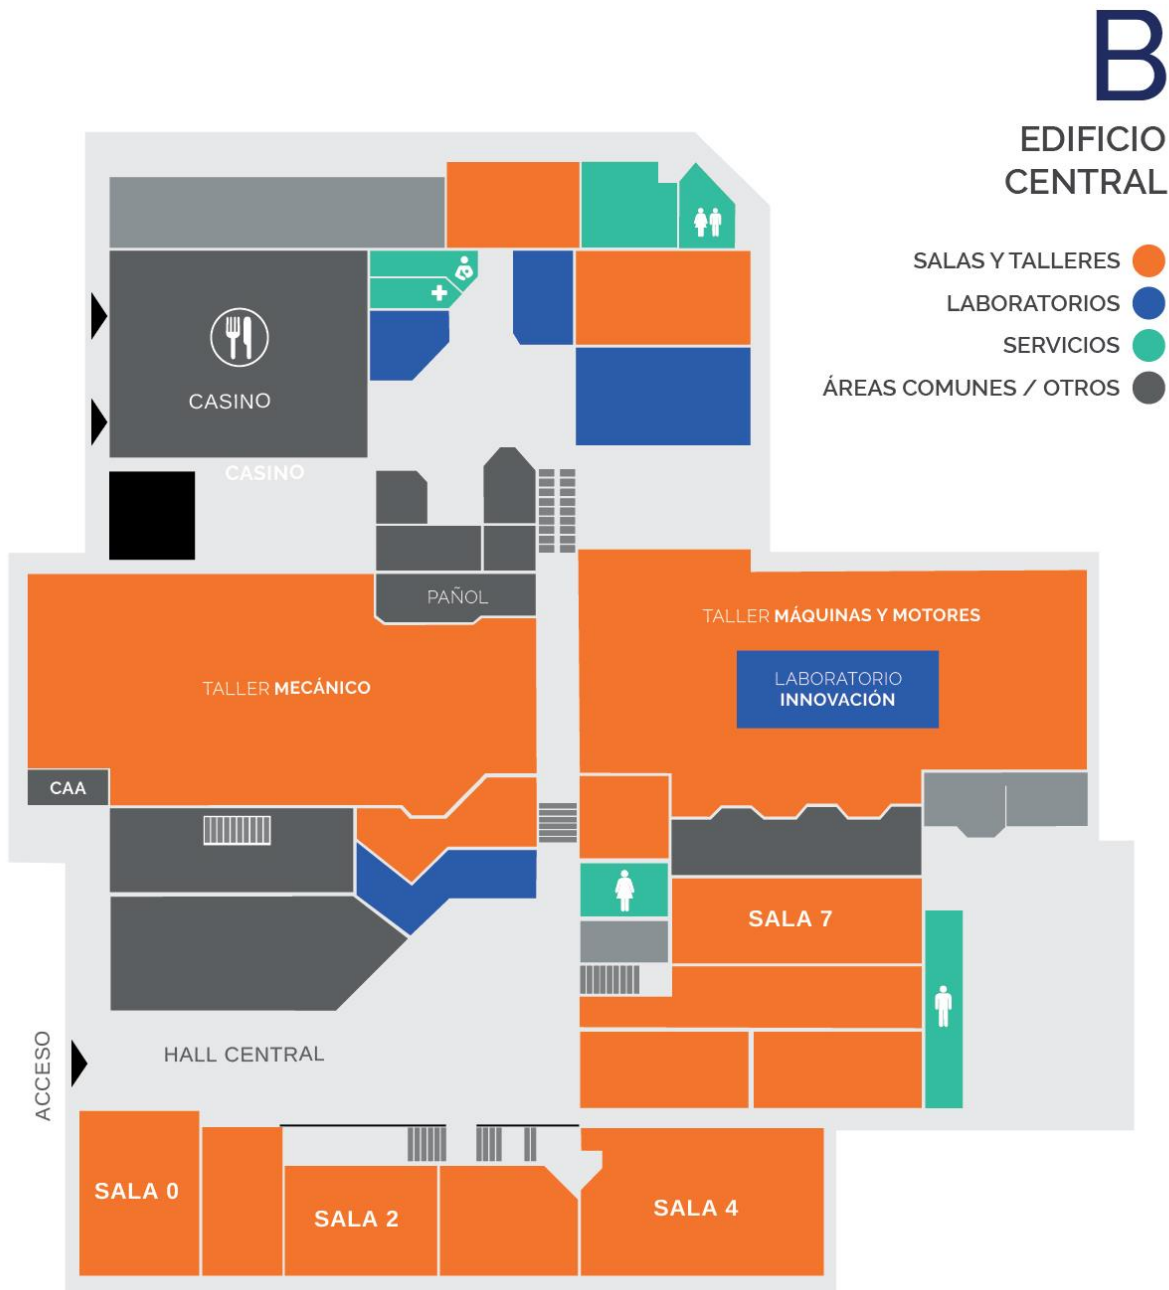 B
EDIFICIO
CENTRAL
SALAS Y TALLERES
LABORATORIOS
SERVICIOS
ÁREAS COMUNES / OTROS
CASINO
CASINO
PAÑOL
TALLER MÁQUINAS Y MOTORES
LABORATORIO
INNOVACIÓN
TALLER MECÁNICO
CAA
SALA 7
ACCESO
HALL CENTRAL
SALA 0
SALA 2
SALA 4